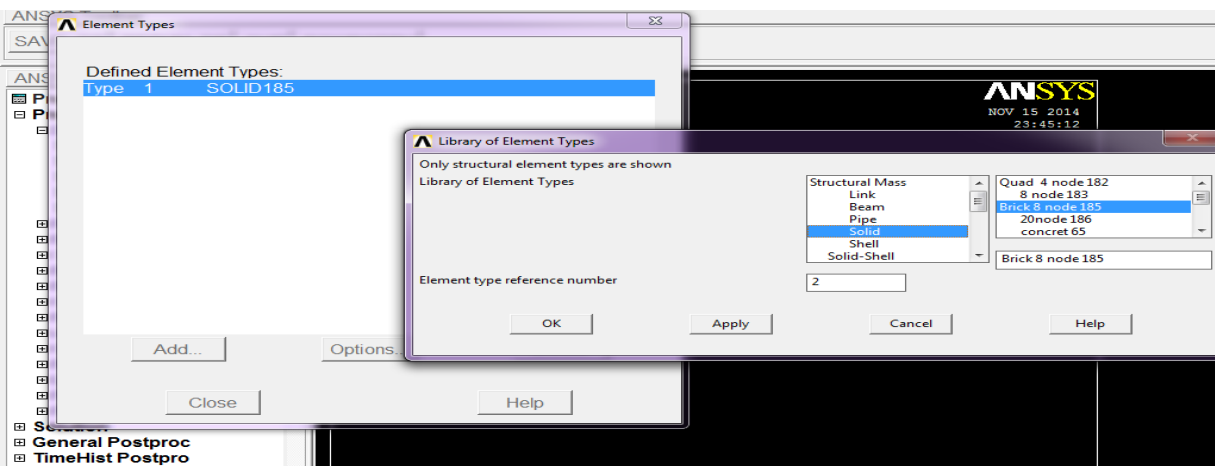 Element Types
SAV
Defined Element Types:
Type 1 SOLID185
ANSYS
NOV 15 2014
23:45:12
Library of Element Types
Only structural element types are shown
Library of Element Types
Structural Mass
Link
Beam
Pipe
Solid
Shell
Solid-Shell
Quad 4 node 182
8 node 183
Brick 8 node 185
20node 186
concret 65
Brick 8 node 185
Element type reference number
2
OK
Apply
Cancel
Help
Add...
Options...
Close
Help
General Postproc
TimeHist Postpro